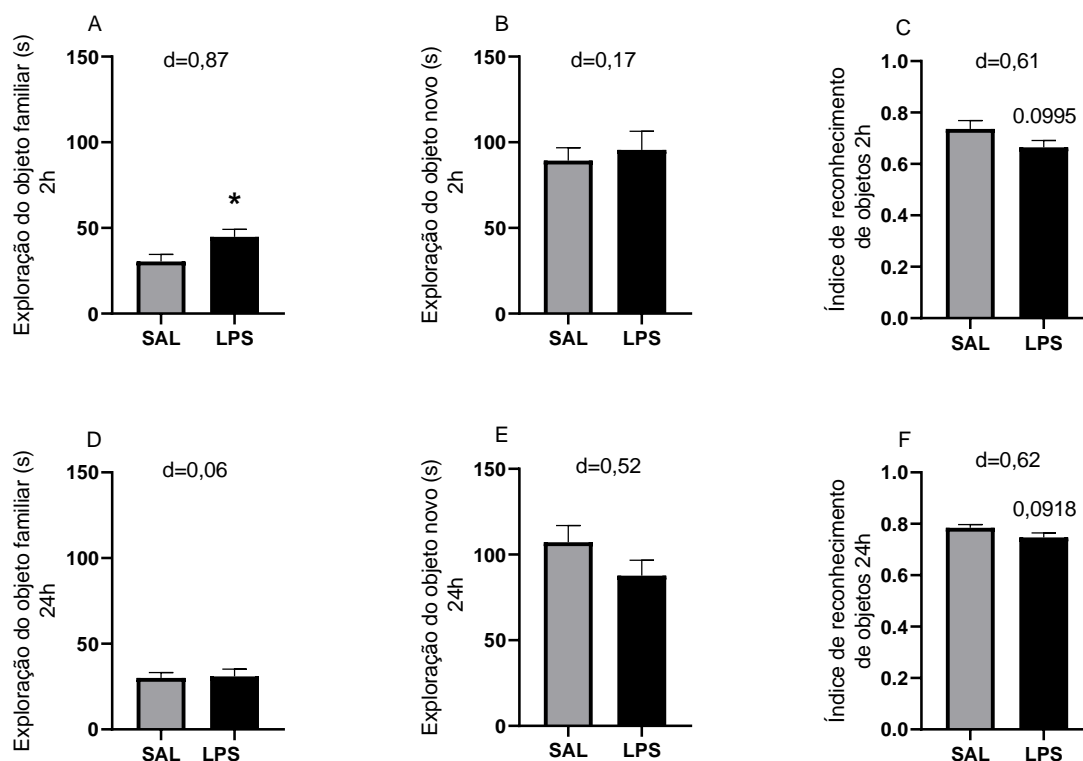 A
d=0,87
Exploração do objeto familiar (s)
2h
150
100
50
0
*
SAL LPS
B
d=0,17
Exploração do objeto novo (s)
2h
150
100
50
0
SAL LPS
C
d=0,61
0.0995
Índice de reconhecimento
de objetos 2h
1.0
0.8
0.6
0.4
0.2
0.0
SAL LPS
D
d=0,06
Exploração do objeto familiar (s)
24h
150
100
50
0
SAL LPS
E
d=0,52
Exploração do objeto novo (s)
24h
150
100
50
0
SAL LPS
F
d=0,62
0,0918
Índice de reconhecimento
de objetos 24h
1.0
0.8
0.6
0.4
0.2
0.0
SAL LPS